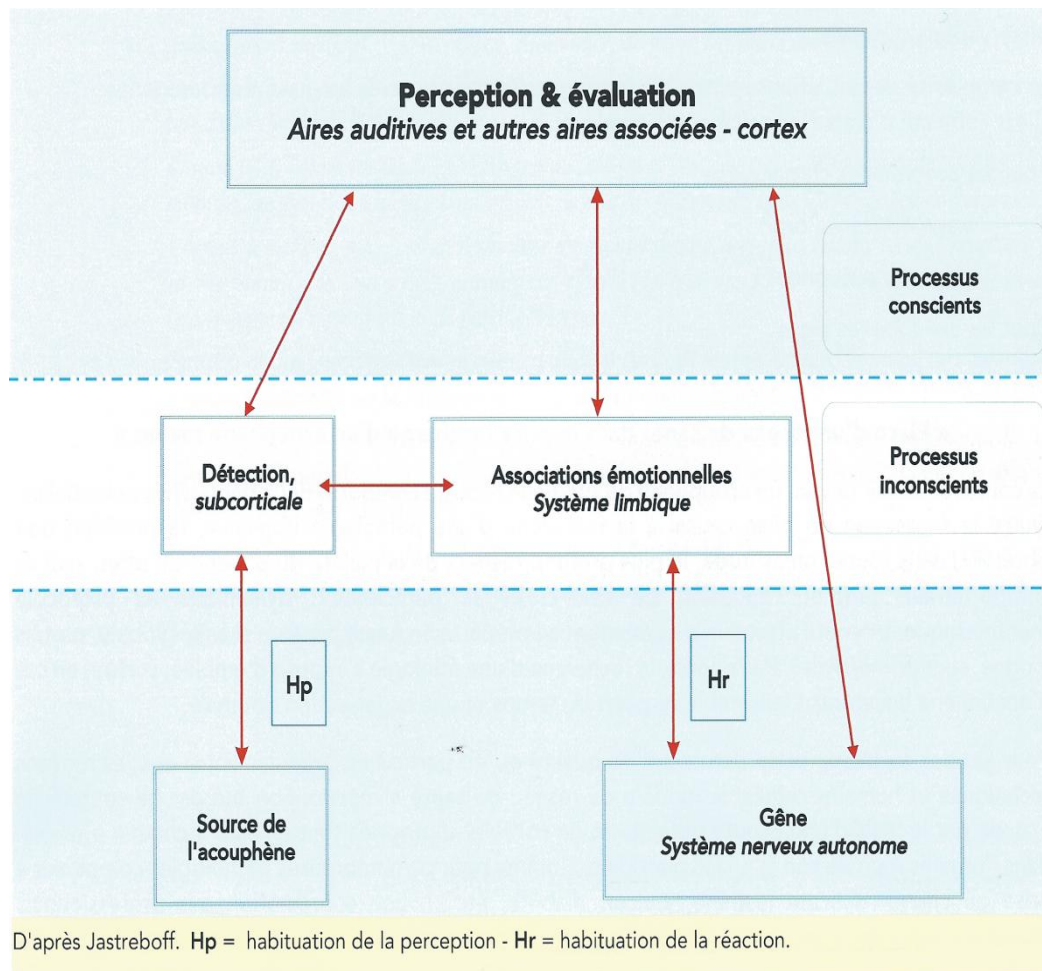 Perception & évaluation
Aires auditives et autres aires associées - cortex
Processus
conscients
Détection,
subcorticale
Associations émotionnelles
Système limbique
Processus
inconscients
Hp
Hr
Source de
l'acouphène
Gêne
Système nerveux autonome
D'après Jastreboff. Hp = habituation de la perception - Hr = habituation de la réaction.